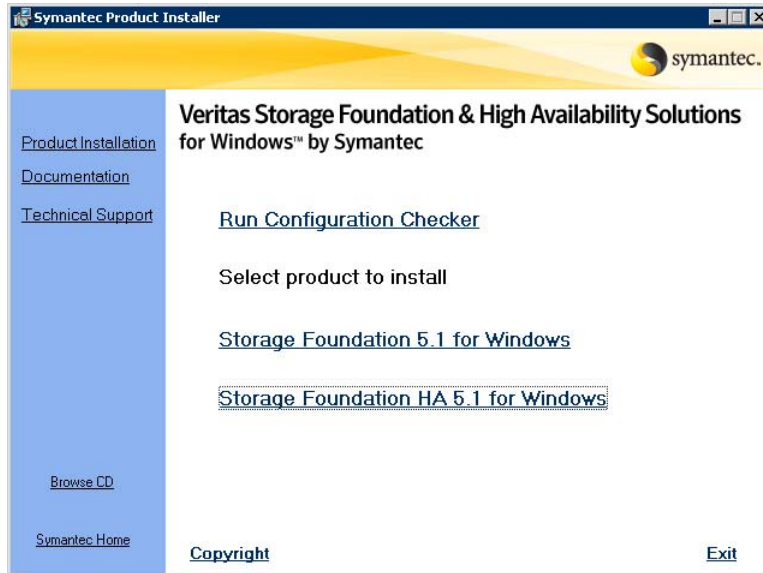 Symantec Product Installer
symantec.
Veritas Storage Foundation & High Availability Solutions
for Windows™ by Symantec
Product Installation
Documentation
Technical Support
Run Configuration Checker
Select product to install
Storage Foundation 5.1 for Windows
Storage Foundation HA 5.1 for Windows
Browse CD
Symantec Home
Copyright
Exit